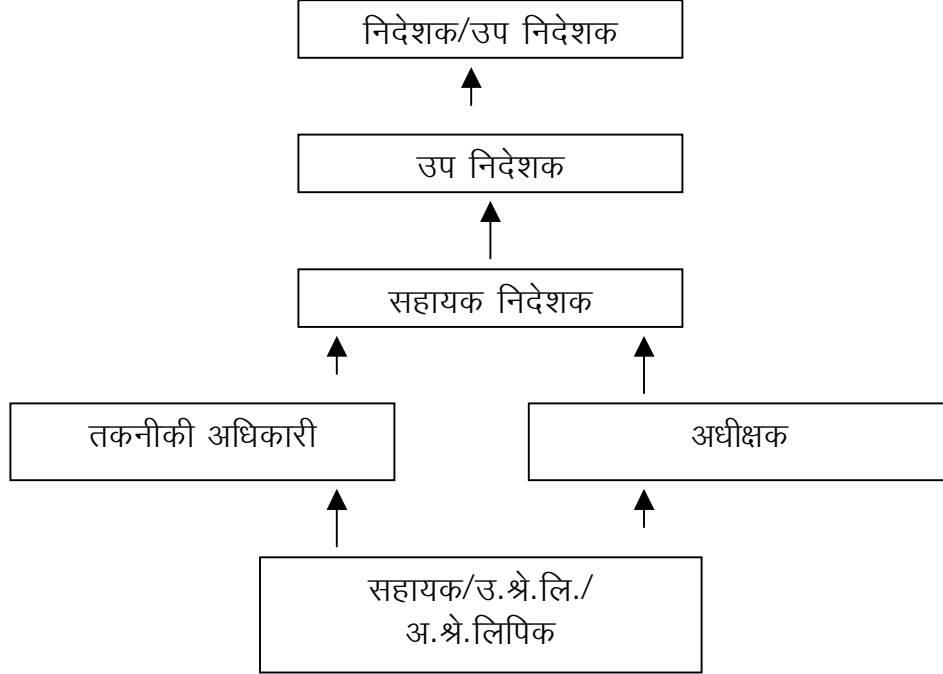 निदेशक/उप निदेशक
उप निदेशक
सहायक निदेशक
तकनीकी अधिकारी
अधीक्षक
सहायक/उ.श्रे.लि./
अ.श्रे.लिपिक